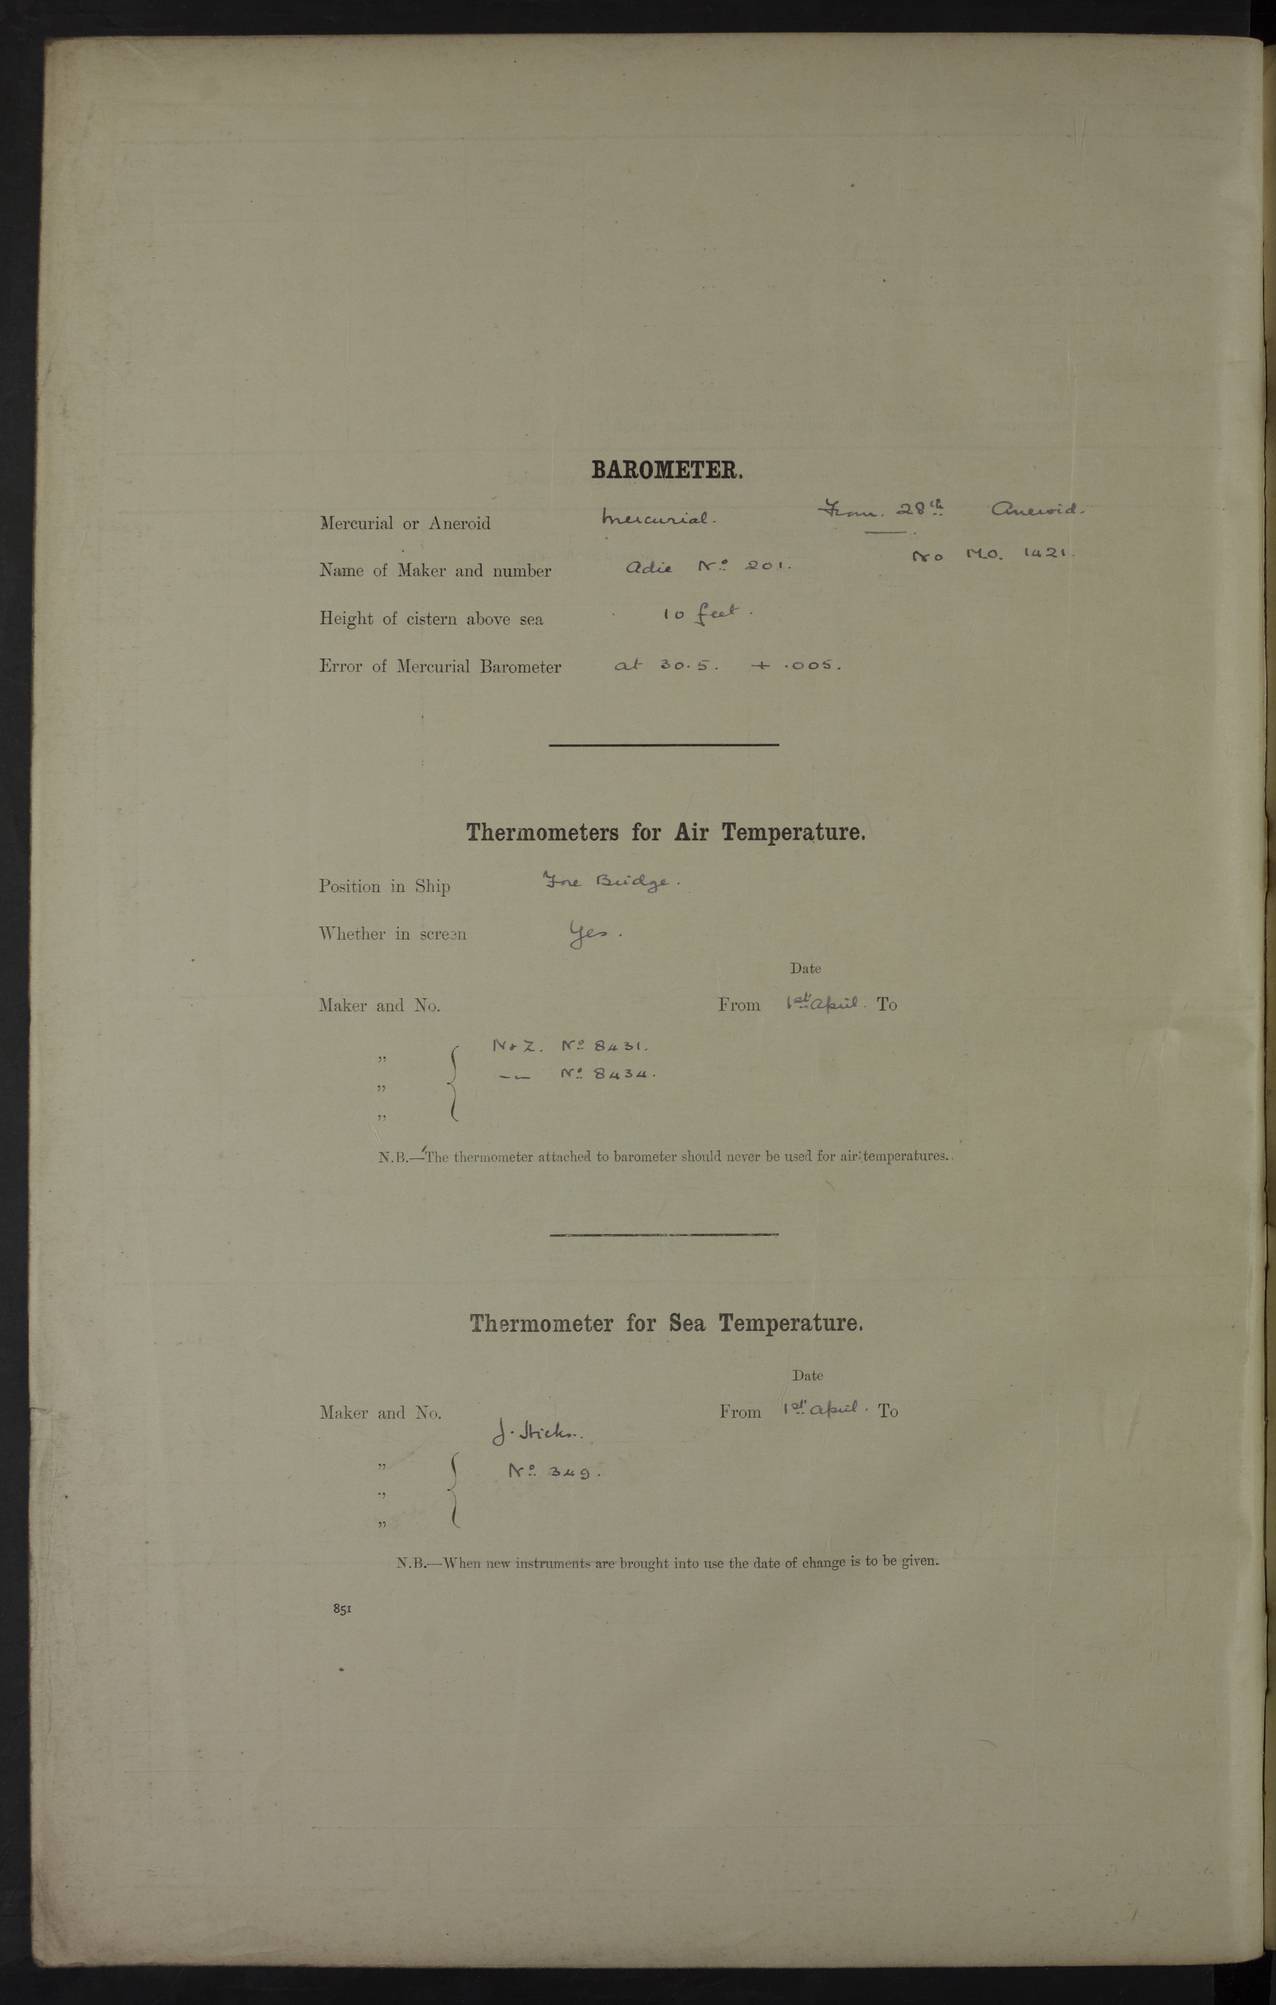 BAROMETER.
Mercurial or Aneroid Mercurial. From 28th Aneroid.
Name of Maker and number Adie No 201. No M.O. 1421.
Height of cistern above sea 10 feet.
Error of Mercurial Barometer at 30.5. + .005.
Thermometers for Air Temperature.
Position in Ship Fore Bridge.
Whether in screen Yes.
Date
Maker and No. From 1st April. To
„ N & Z. No 8431.
„ –〃– No 8434.
„
N.B.—The thermometer attached to barometer should never be used for air temperatures.
Thermometer for Sea Temperature.
Date
Maker and No. From 1st April. To
J. Hicks.
„ No 349.
„
„
N.B.—When new instruments are brought into use the date of change is to be given.
851